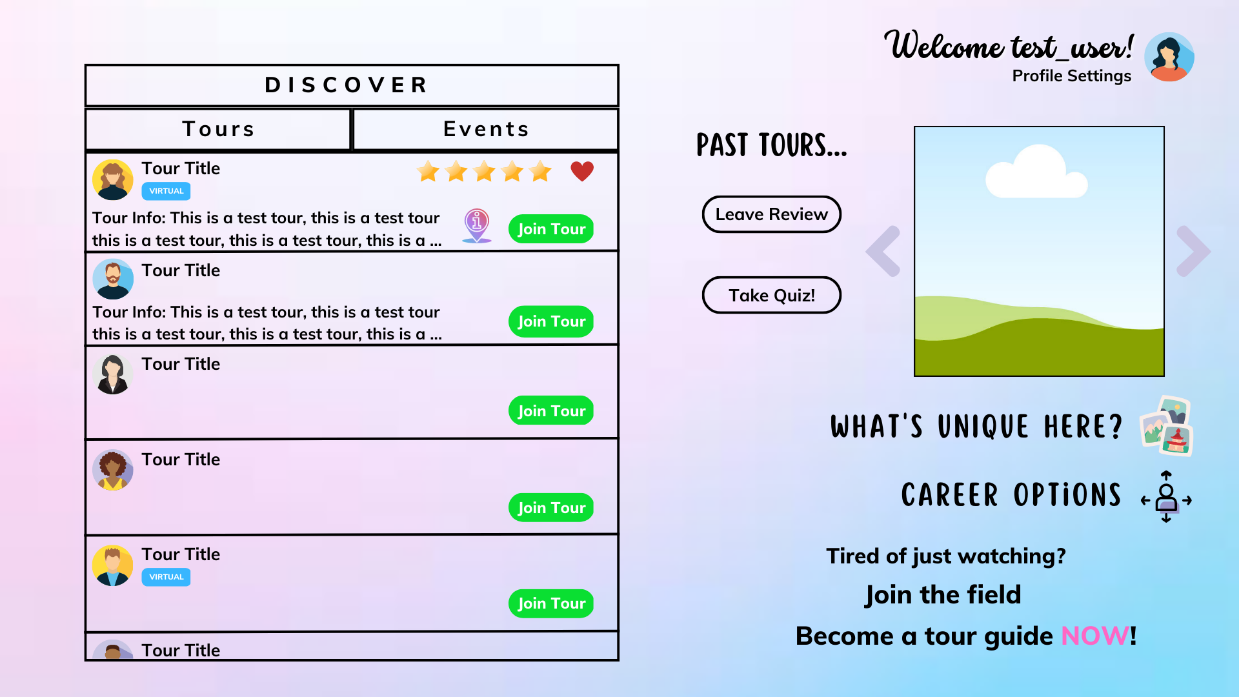 Welcome test_user!
Profile Settings
DISCOVER
Tours
Events
Tour Title
VIRTUAL
Tour Info: This is a test tour, this is a test tour
this is a test tour, this is a test tour, this is a ...
i
Join Tour
Tour Title
Tour Info: This is a test tour, this is a test tour
this is a test tour, this is a test tour, this is a ...
Join Tour
Tour Title
Join Tour
Tour Title
Join Tour
Tour Title
VIRTUAL
Join Tour
Tour Title
PAST TOURS...
Leave Review
Take Quiz!
WHAT'S UNIQUE HERE?
CAREER OPTiONS
Tired of just watching?
Join the field
Become a tour guide NOW!